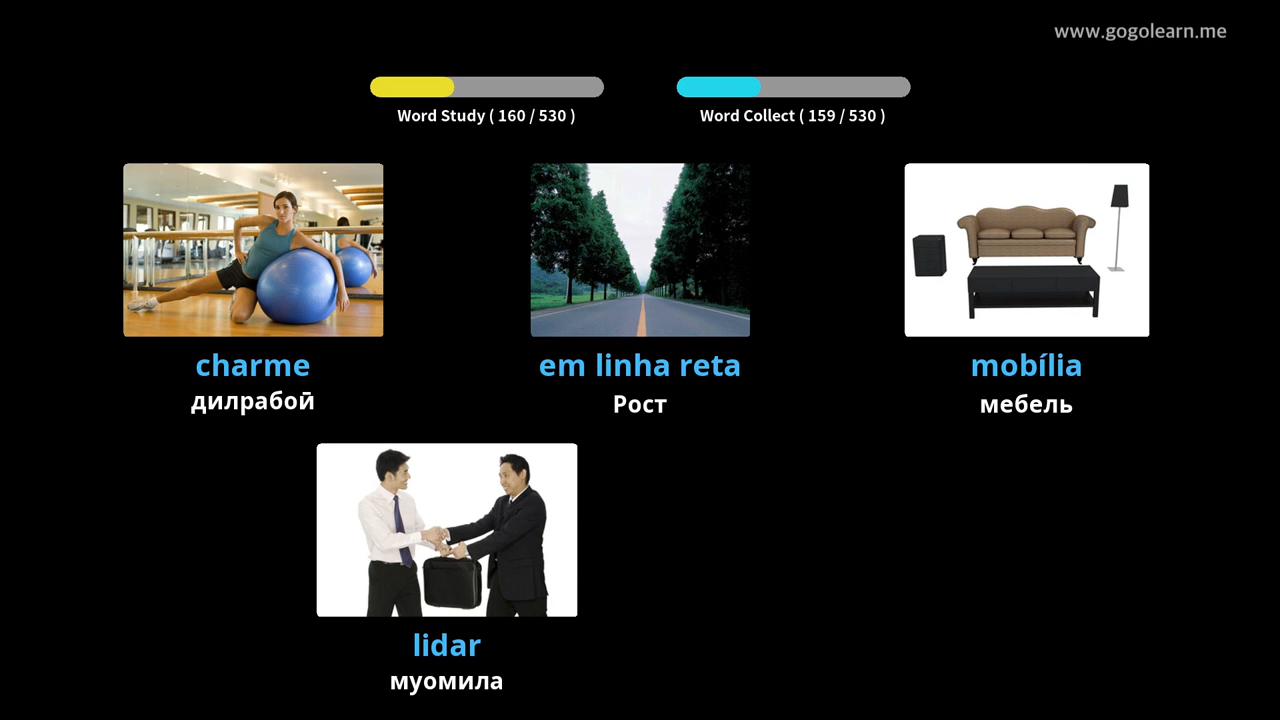 www.gogolearn.me
Word Study ( 160 / 530 )
Word Collect ( 159 / 530 )
charme
em linha reta
mobília
дилрабоӣ
Рост
мебель
lidar
муомила